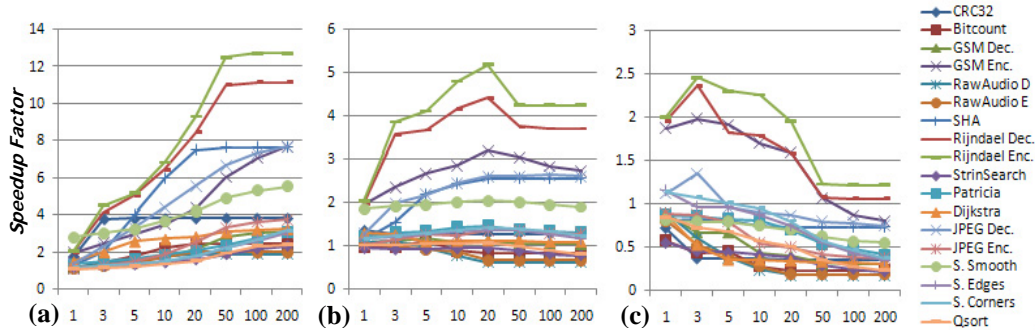 Speedup Factor
14
12
10
8
6
4
2
0
(a)
1 3 5 10 20 50 100 200
6
5
4
3
2
1
0
(b)
1 3 5 10 20 50 100 200
3
2.5
2
1.5
1
0.5
0
(c)
1 3 5 10 20 50 100 200
CRC32
Bitcount
GSM Dec.
GSM Enc.
RawAudio D
RawAudio E
SHA
Rijndael Dec.
Rijndael Enc.
StrinSearch
Patricia
Dijkstra
JPEG Dec.
JPEG Enc.
S. Smooth
S. Edges
S. Corners
Qsort